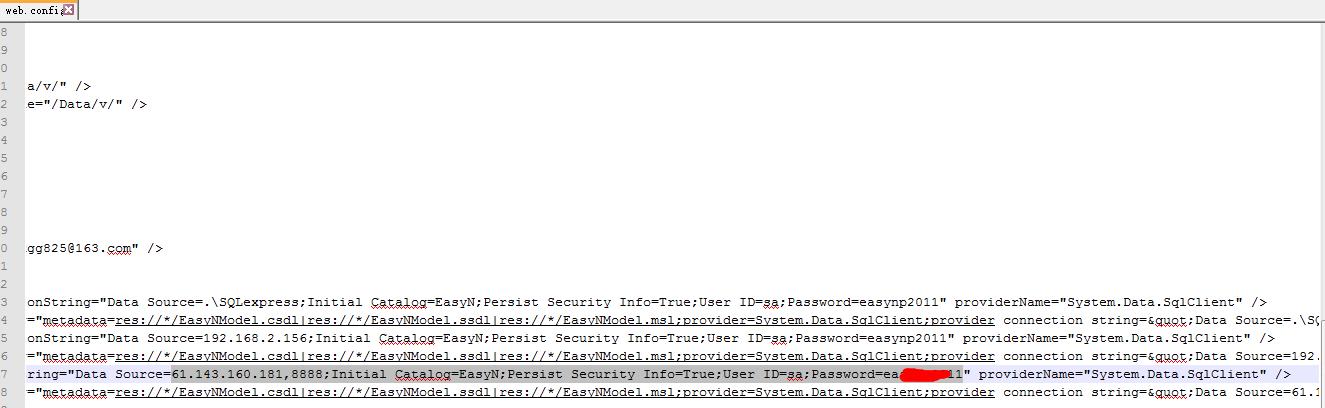 web.config
8
9
0
1 a/v/" />
2 e="/Data/v/" />
3
4
5
6
7
8
9
0 gg825@163.com" />
1
2
3 onString="Data Source=.\SQLexpress;Initial Catalog=EasyN;Persist Security Info=True;User ID=sa;Password=easynp2011" providerName="System.Data.SqlClient" />
4 ="metadata=res://*/EasyNModel.csdl|res://*/EasyNModel.ssdl|res://*/EasyNModel.msl;provider=System.Data.SqlClient;provider connection string=&quot;Data Source=.\SQ
5 onString="Data Source=192.168.2.156;Initial Catalog=EasyN;Persist Security Info=True;User ID=sa;Password=easynp2011" providerName="System.Data.SqlClient" />
6 ="metadata=res://*/EasyNModel.csdl|res://*/EasyNModel.ssdl|res://*/EasyNModel.msl;provider=System.Data.SqlClient;provider connection string=&quot;Data Source=192.
7 ring="Data Source=61.143.160.181,8888;Initial Catalog=EasyN;Persist Security Info=True;User ID=sa;Password=ea 11" providerName="System.Data.SqlClient" />
8 ="metadata=res://*/EasyNModel.csdl|res://*/EasyNModel.ssdl|res://*/EasyNModel.msl;provider=System.Data.SqlClient;provider connection string=&quot;Data Source=61.1